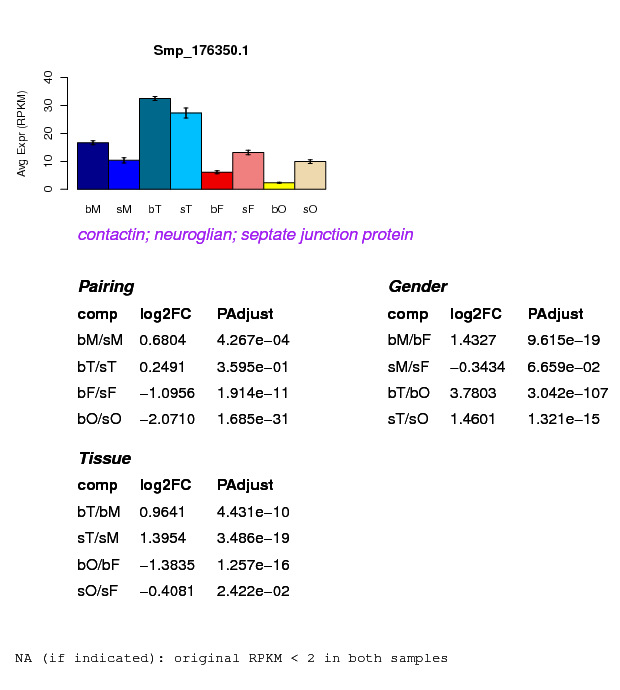 Smp_176350.1
Avg Expr (RPKM)
40
30
20
10
0
bM sM bT sT bF sF bO sO
contactin; neuroglian; septate junction protein
Pairing
comp log2FC PAdjust
bM/sM 0.6804 4.267e−04
bT/sT 0.2491 3.595e−01
bF/sF −1.0956 1.914e−11
bO/sO −2.0710 1.685e−31
Gender
comp log2FC PAdjust
bM/bF 1.4327 9.615e−19
sM/sF −0.3434 6.659e−02
bT/bO 3.7803 3.042e−107
sT/sO 1.4601 1.321e−15
Tissue
comp log2FC PAdjust
bT/bM 0.9641 4.431e−10
sT/sM 1.3954 3.486e−19
bO/bF −1.3835 1.257e−16
sO/sF −0.4081 2.422e−02
NA (if indicated): original RPKM < 2 in both samples